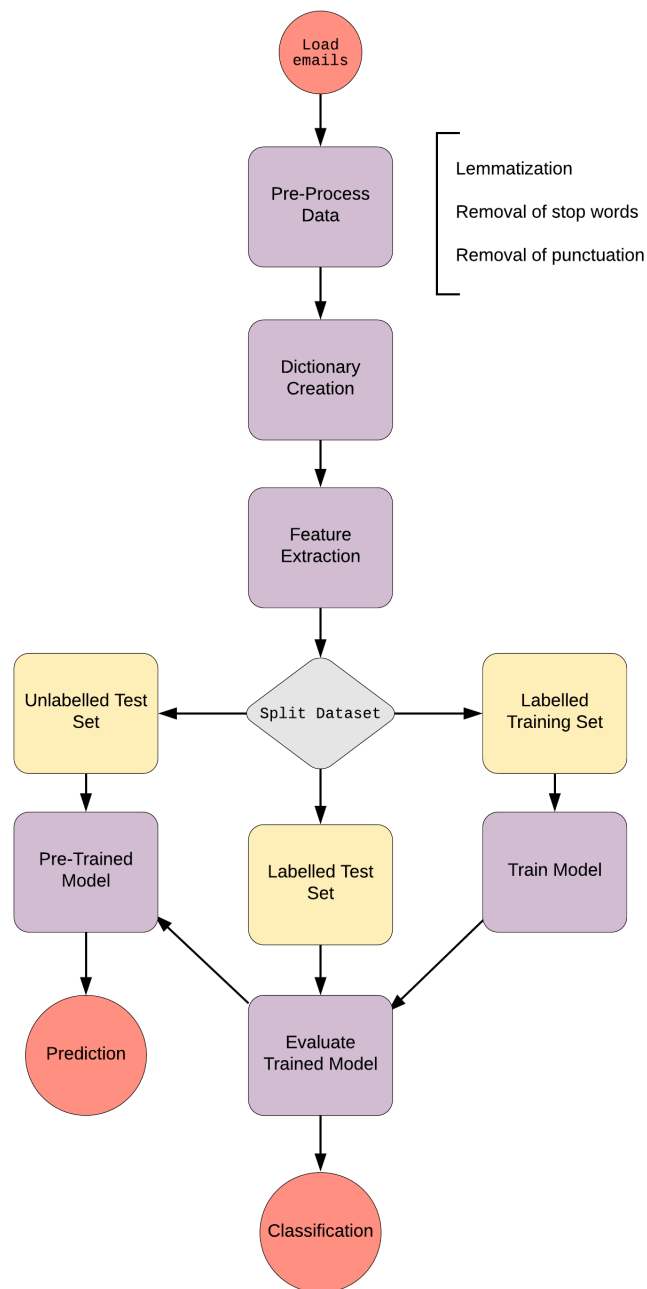 Load
emails
Pre-Process
Data
Lemmatization
Removal of stop words
Removal of punctuation
Dictionary
Creation
Feature
Extraction
Unlabelled Test
Set
Split Dataset
Labelled
Training Set
Pre-Trained
Model
Labelled Test
Set
Train Model
Prediction
Evaluate
Trained Model
Classification